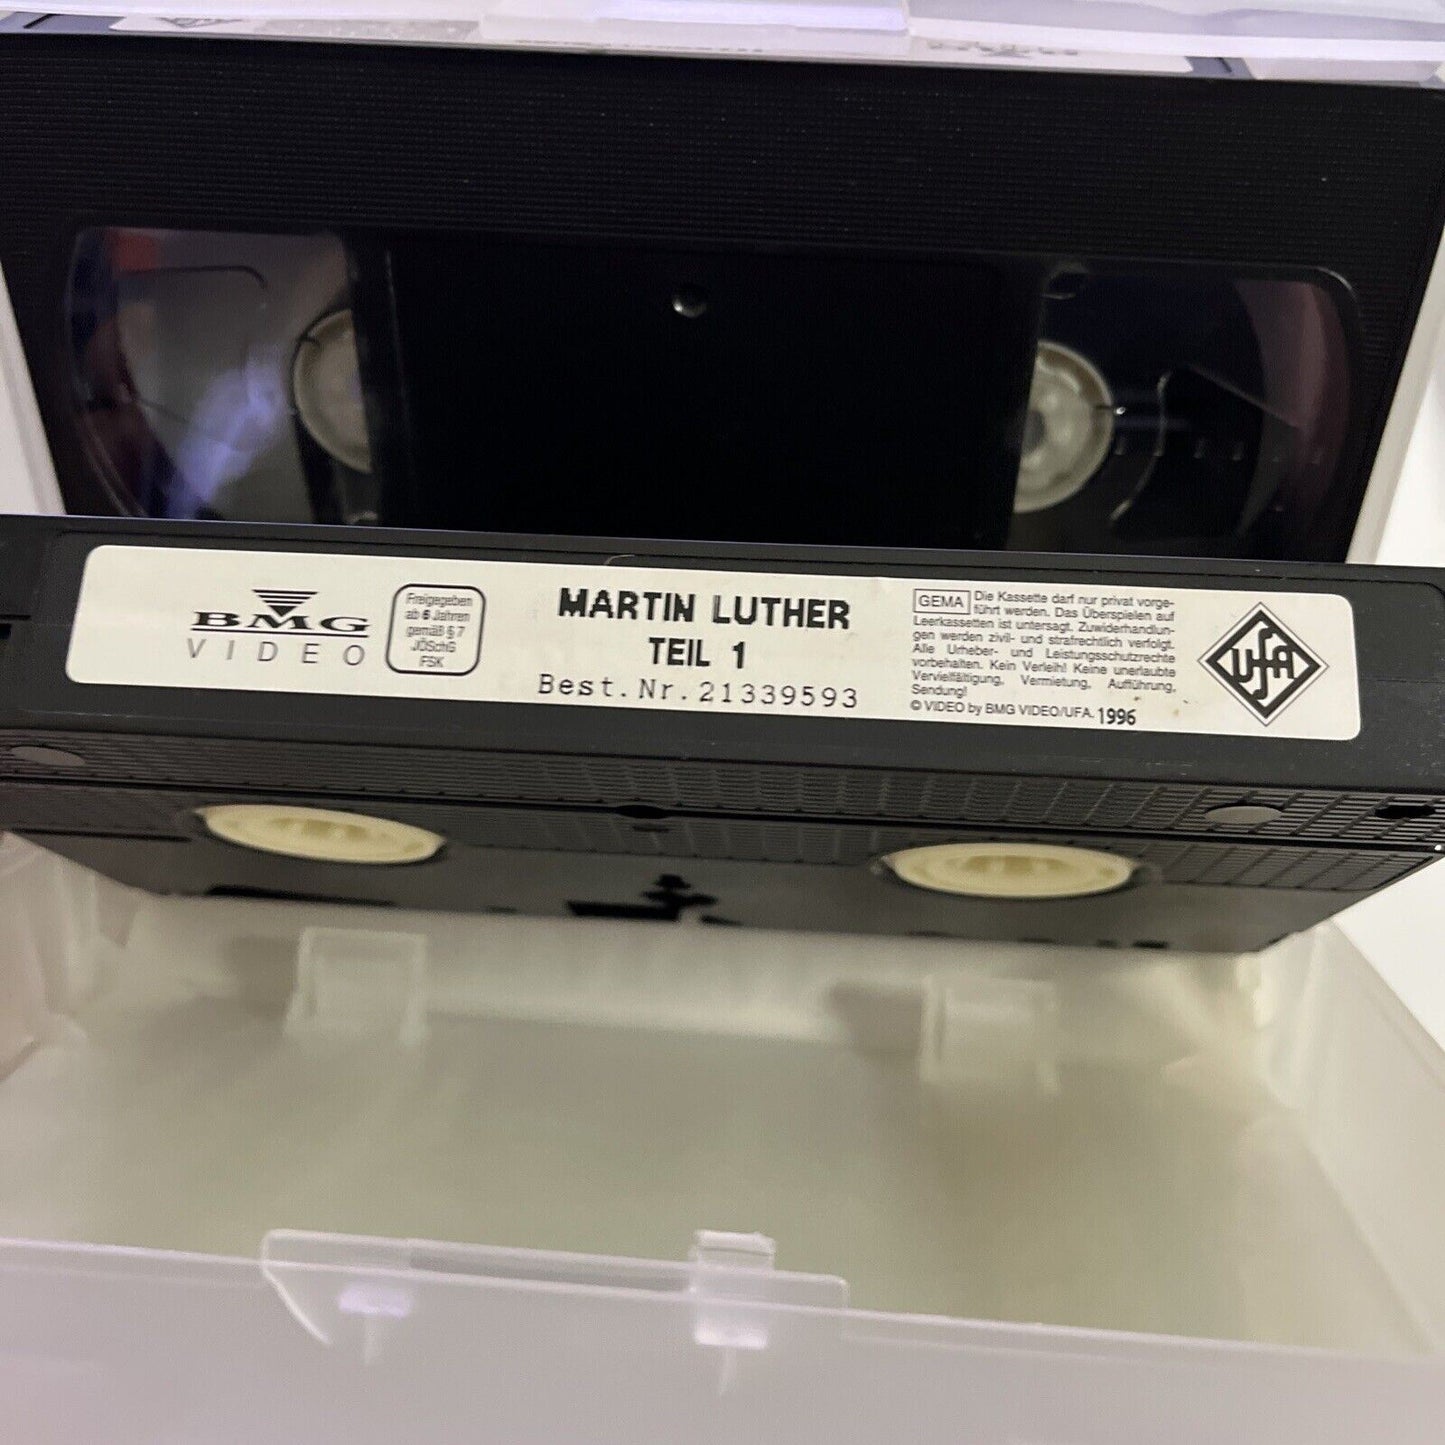 BMG
VIDEO
Freigegeben
ab 6 Jahren
gemäß § 7
JÖSchG
FSK
MARTIN LUTHER
TEIL 1
Best.Nr.21339593
GEMA Die Kassette darf nur privat vorge-
führt werden. Das Überspielen auf
Leerkassetten ist untersagt. Zuwiderhandlun-
gen werden zivil- und strafrechtlich verfolgt.
Alle Urheber- und Leistungsschutzrechte
vorbehalten. Kein Verleih! Keine unerlaubte
Vervielfältigung, Vermietung, Aufführung,
Sendung!
© VIDEO by BMG VIDEO/UFA. 1996
UFA